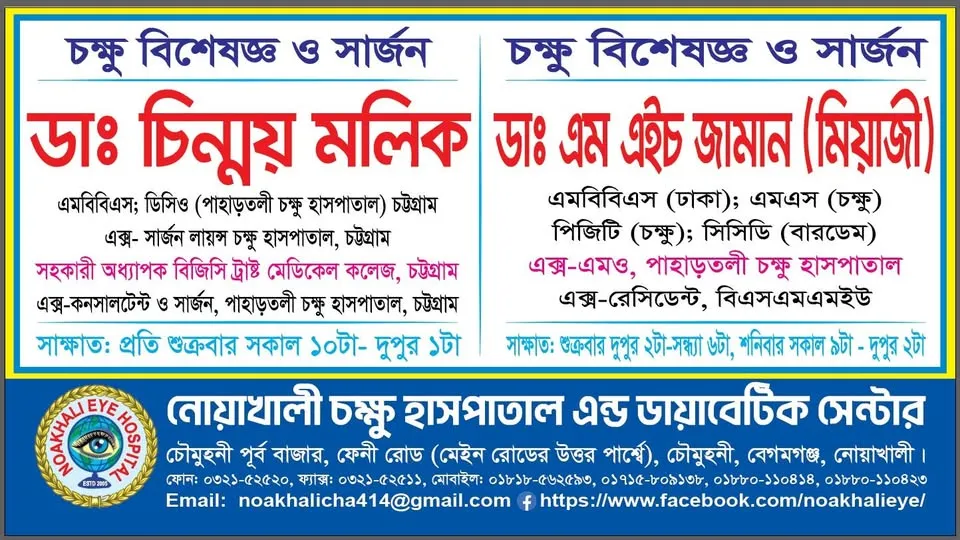 চক্ষু বিশেষজ্ঞ ও সার্জন
ডাঃ চিন্ময় মলিক
এমবিবিএস; ডিসিও (পাহাড়তলী চক্ষু হাসপাতাল) চট্টগ্রাম
এক্স- সার্জন লায়ন্স চক্ষু হাসপাতাল, চট্টগ্রাম
সহকারী অধ্যাপক বিজিসি ট্রাষ্ট মেডিকেল কলেজ, চট্টগ্রাম
এক্স-কনসালটেন্ট ও সার্জন, পাহাড়তলী চক্ষু হাসপাতাল, চট্টগ্রাম
সাক্ষাত: প্রতি শুক্রবার সকাল ১০টা- দুপুর ১টা
চক্ষু বিশেষজ্ঞ ও সার্জন
ডাঃ এম এইচ জামান (মিয়াজী)
এমবিবিএস (ঢাকা); এমএস (চক্ষু)
পিজিটি (চক্ষু); সিসিডি (বারডেম)
এক্স-এমও, পাহাড়তলী চক্ষু হাসপাতাল
এক্স-রেসিডেন্ট, বিএসএমএমইউ
সাক্ষাত: শুক্রবার দুপুর ২টা-সন্ধ্যা ৬টা, শনিবার সকাল ৯টা - দুপুর ২টা
NOAKHALI EYE HOSPITAL
ESTD 2005
নোয়াখালী চক্ষু হাসপাতাল এন্ড ডায়াবেটিক সেন্টার
চৌমুহনী পূর্ব বাজার, ফেনী রোড (মেইন রোডের উত্তর পার্শ্বে), চৌমুহনী, বেগমগঞ্জ, নোয়াখালী।
ফোন: ০৩২১-৫২৫২০, ফ্যাক্স: ০৩২১-৫২৫১১, মোবাইল: ০১৮১৮-৫৬২৫৯৩, ০১৭১৫-৮০৯১৩৮, ০১৮৮০-১১০৪১৪, ০১৮৮০-১১০৪২৩
Email: noakhalicha414@gmail.com https://www.facebook.com/noakhalieye/